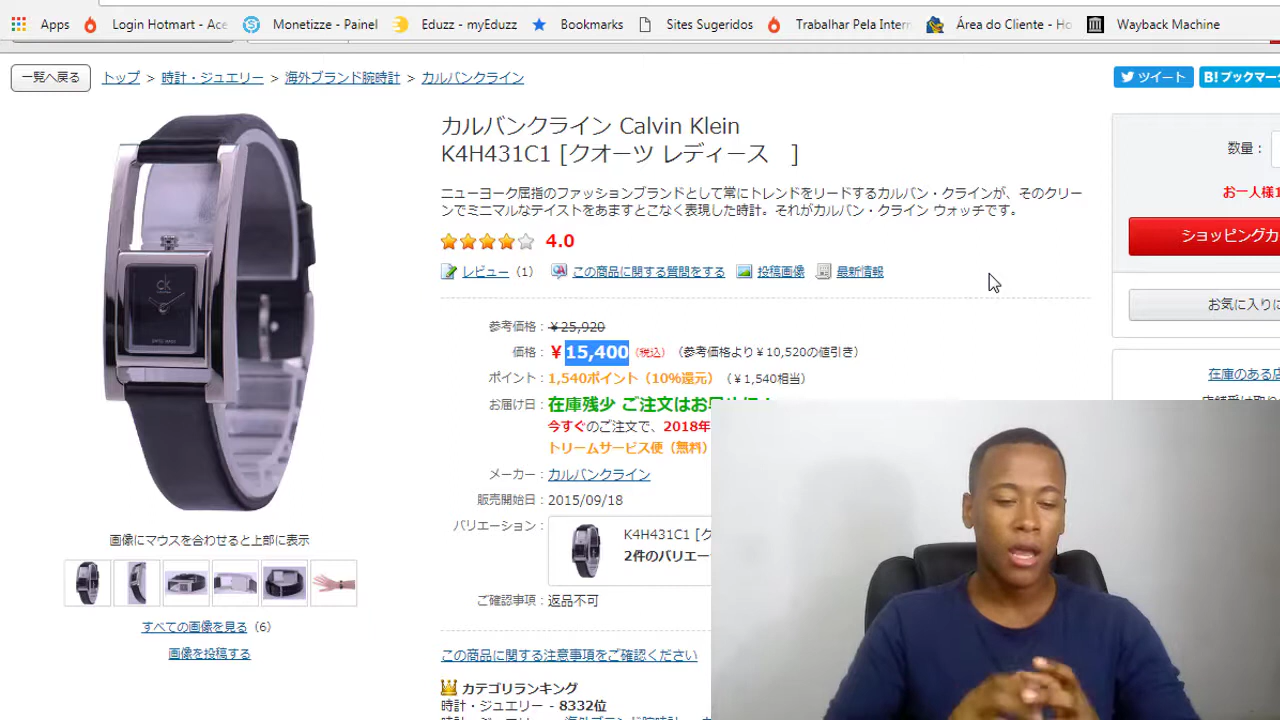 Apps Login Hotmart - Ace Monetizze - Painel Eduzz - myEduzz Bookmarks Sites Sugeridos Trabalhar Pela Intern Área do Cliente - Ho Wayback Machine
一覧へ戻る トップ > 時計・ジュエリー > 海外ブランド腕時計 > カルバンクライン
ツイート B!ブックマーク
カルバンクライン Calvin Klein
K4H431C1 [クオーツ レディース ]
数量：
ニューヨーク屈指のファッションブランドとして常にトレンドをリードするカルバン・クラインが、そのクリー
ンでミニマルなテイストをあますとこなく表現した時計。それがカルバン・クライン ウォッチです。
お一人様1
4.0
ショッピングカ
レビュー (1) この商品に関する質問をする 投稿画像 最新情報
お気に入りに
ck
参考価格： ￥25,920
価格： ￥15,400 (税込) （参考価格より￥10,520の値引き）
ポイント： 1,540ポイント（10%還元）（￥1,540相当）
在庫のある店
お届け日： 在庫残少 ご注文はお早めに！
今すぐのご注文で、2018年
トリームサービス便（無料）
メーカー： カルバンクライン
販売開始日： 2015/09/18
バリエーション：
K4H431C1 [ク
2件のバリエー
画像にマウスを合わせると上部に表示
ご確認事項： 返品不可
すべての画像を見る (6)
画像を投稿する
この商品に関する注意事項をご確認ください
カテゴリランキング
時計・ジュエリー - 8332位